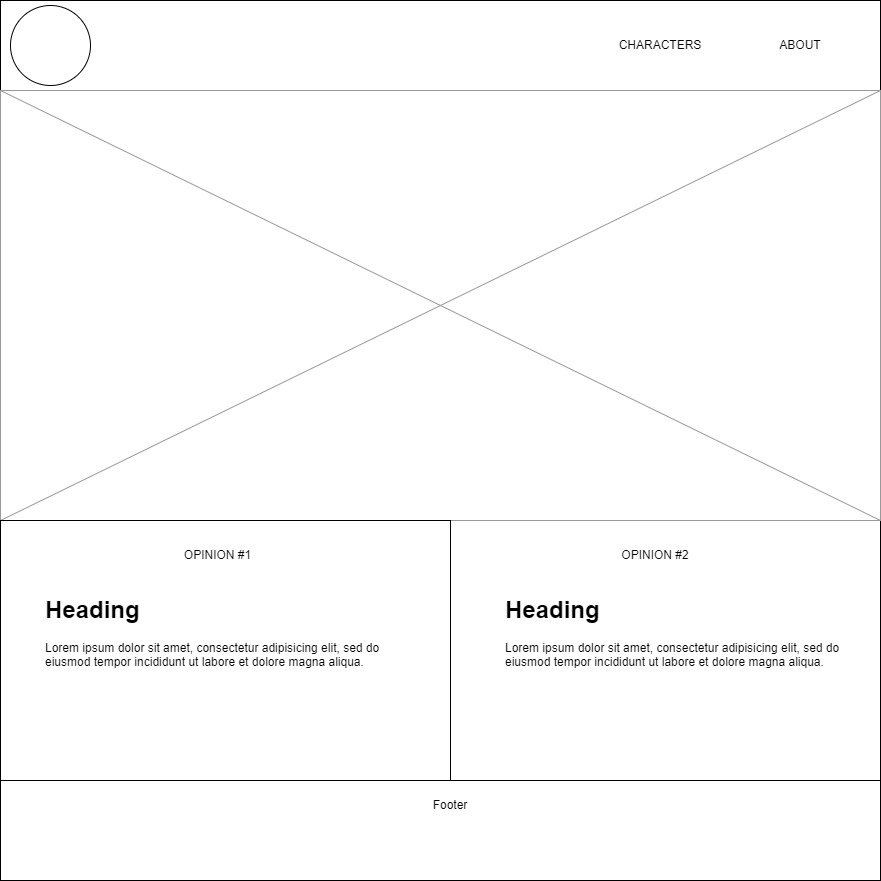 CHARACTERS
ABOUT
OPINION #1
Heading
Lorem ipsum dolor sit amet, consectetur adipisicing elit, sed do
eiusmod tempor incididunt ut labore et dolore magna aliqua.
OPINION #2
Heading
Lorem ipsum dolor sit amet, consectetur adipisicing elit, sed do
eiusmod tempor incididunt ut labore et dolore magna aliqua.
Footer